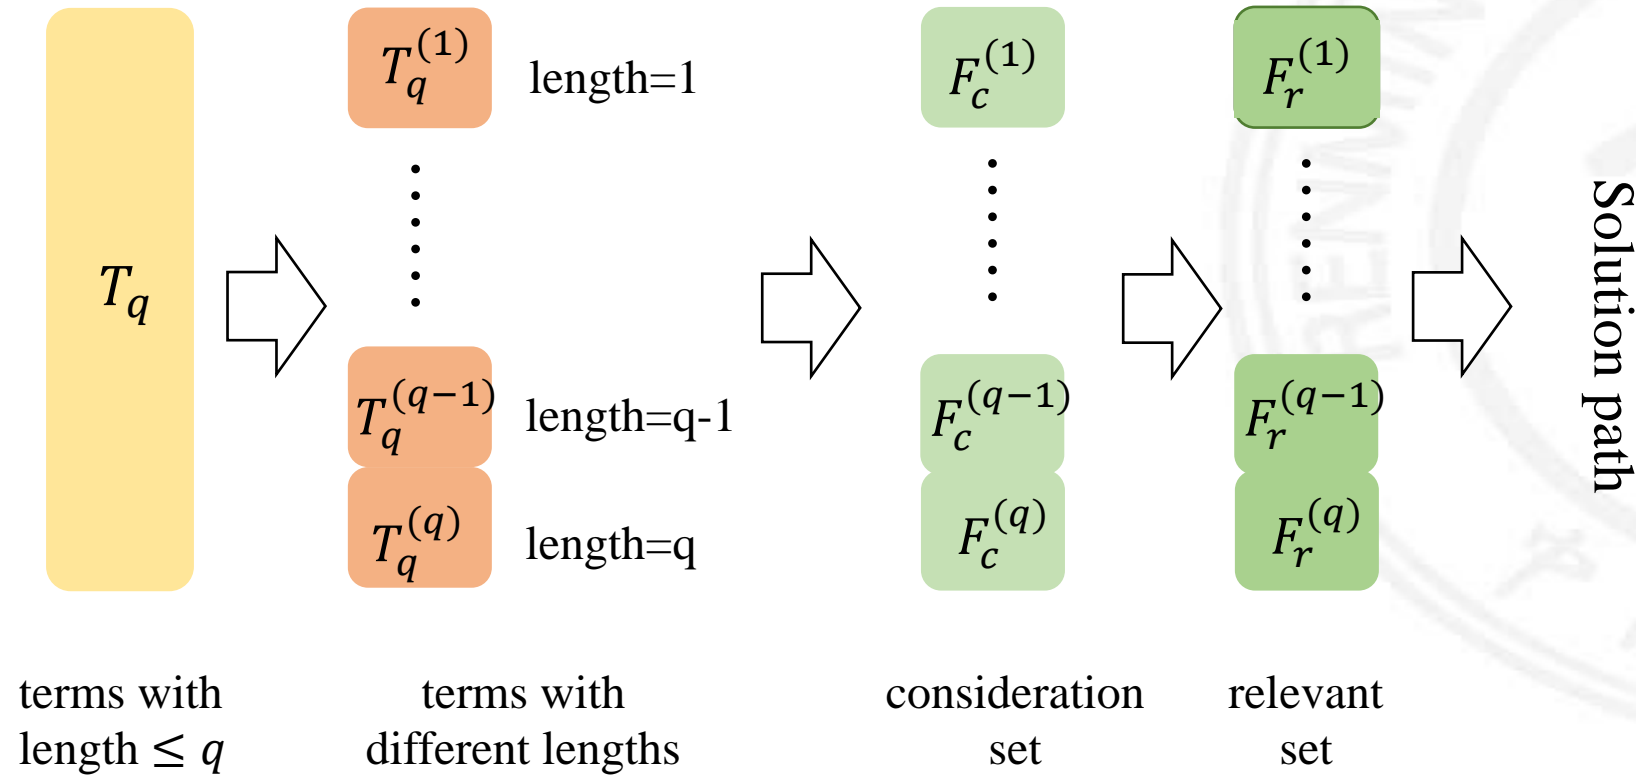 T_q
T_q^{(1)}
length=1
T_q^{(q-1)}
length=q-1
T_q^{(q)}
length=q
F_c^{(1)}
F_c^{(q-1)}
F_c^{(q)}
F_r^{(1)}
F_r^{(q-1)}
F_r^{(q)}
Solution path
terms with
length ≤ q
terms with
different lengths
consideration
set
relevant
set